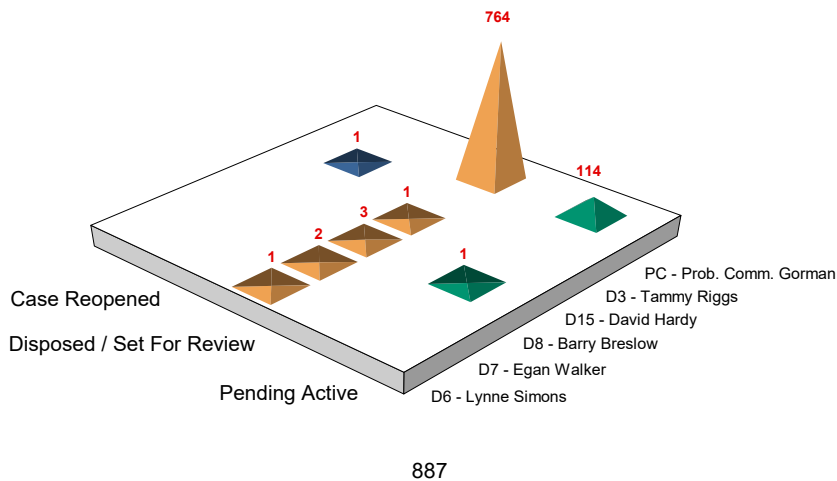 764
1
114
1
3
2
1
1
PC - Prob. Comm. Gorman
D3 - Tammy Riggs
D15 - David Hardy
D8 - Barry Breslow
D7 - Egan Walker
D6 - Lynne Simons
Case Reopened
Disposed / Set For Review
Pending Active
887